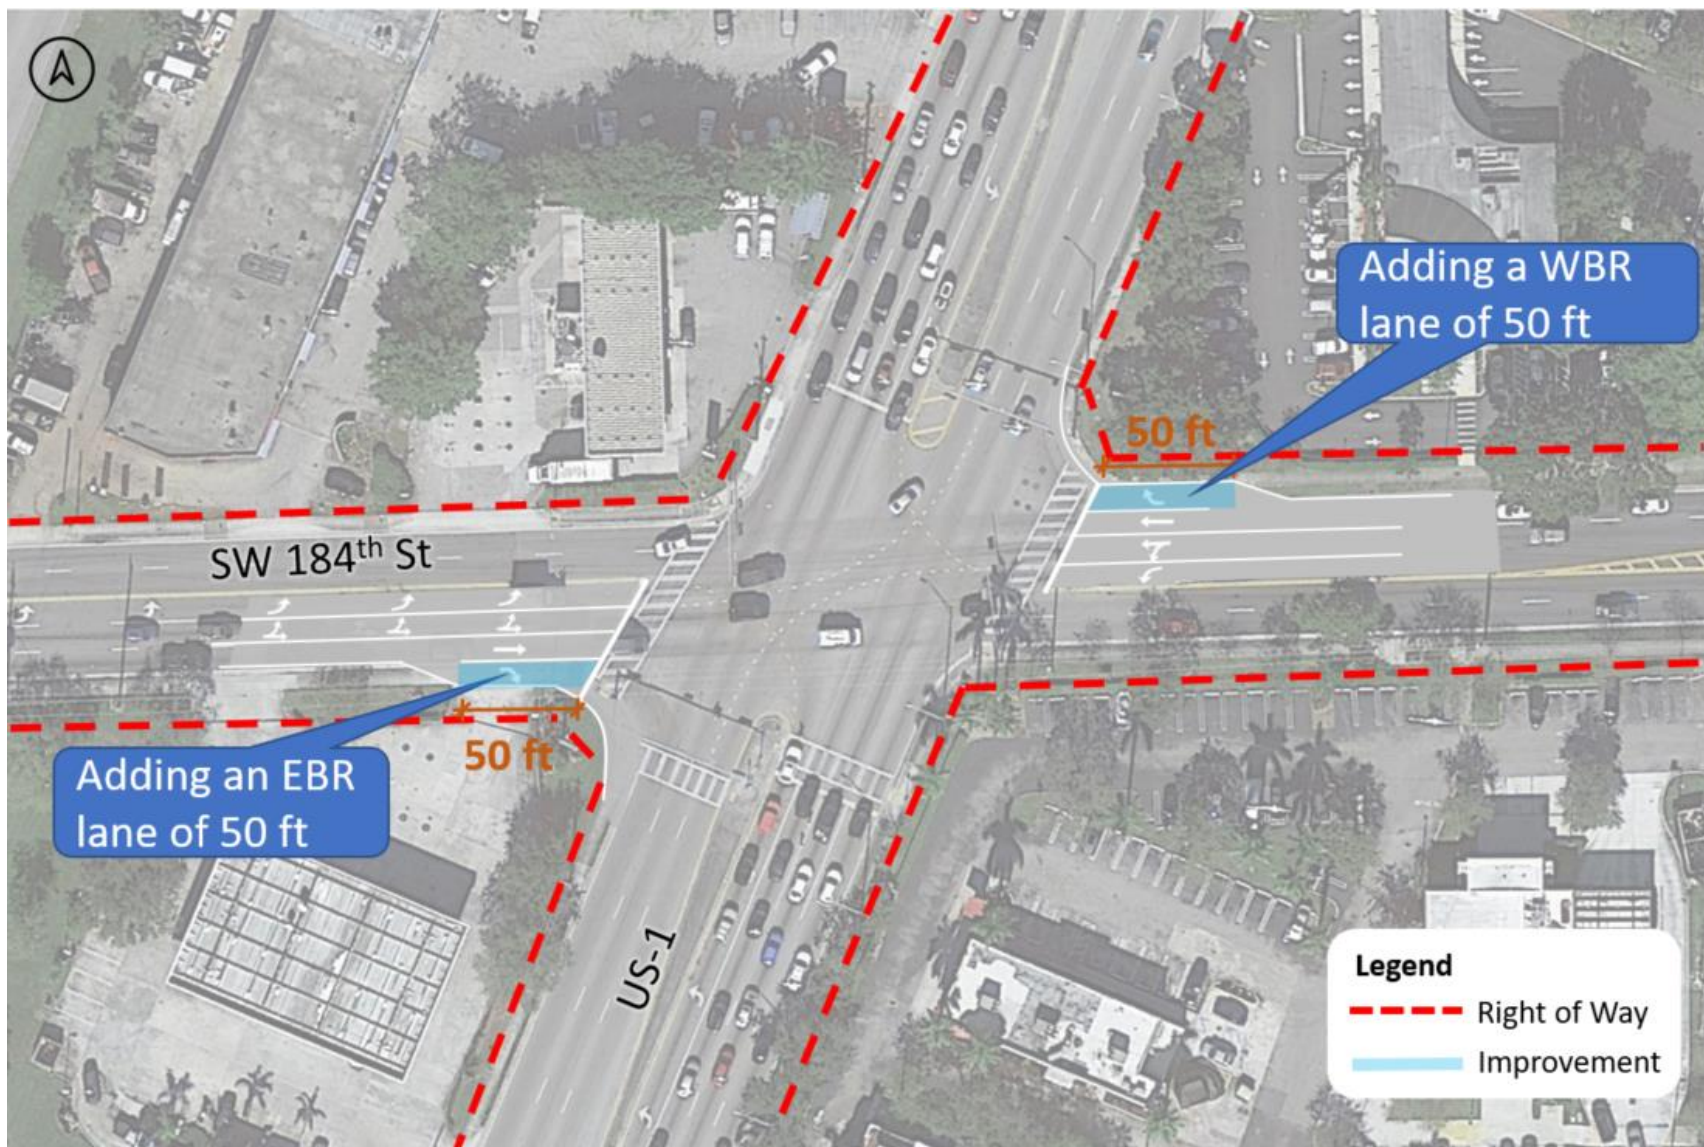 Adding a WBR
lane of 50 ft
50 ft
SW 184th St
50 ft
Adding an EBR
lane of 50 ft
US-1
Legend
Right of Way
Improvement